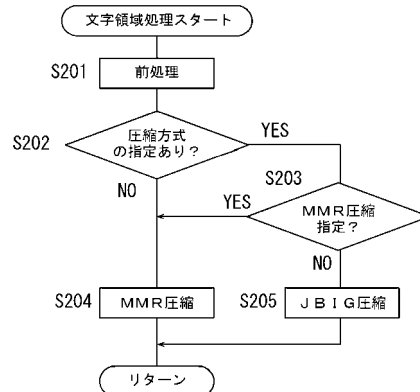 文字領域処理スタート
S201
前処理
S202
圧縮方式
の指定あり？
YES
NO
S203
YES
ＭＭＲ圧縮
指定？
NO
S204
ＭＭＲ圧縮
S205
ＪＢＩＧ圧縮
リターン